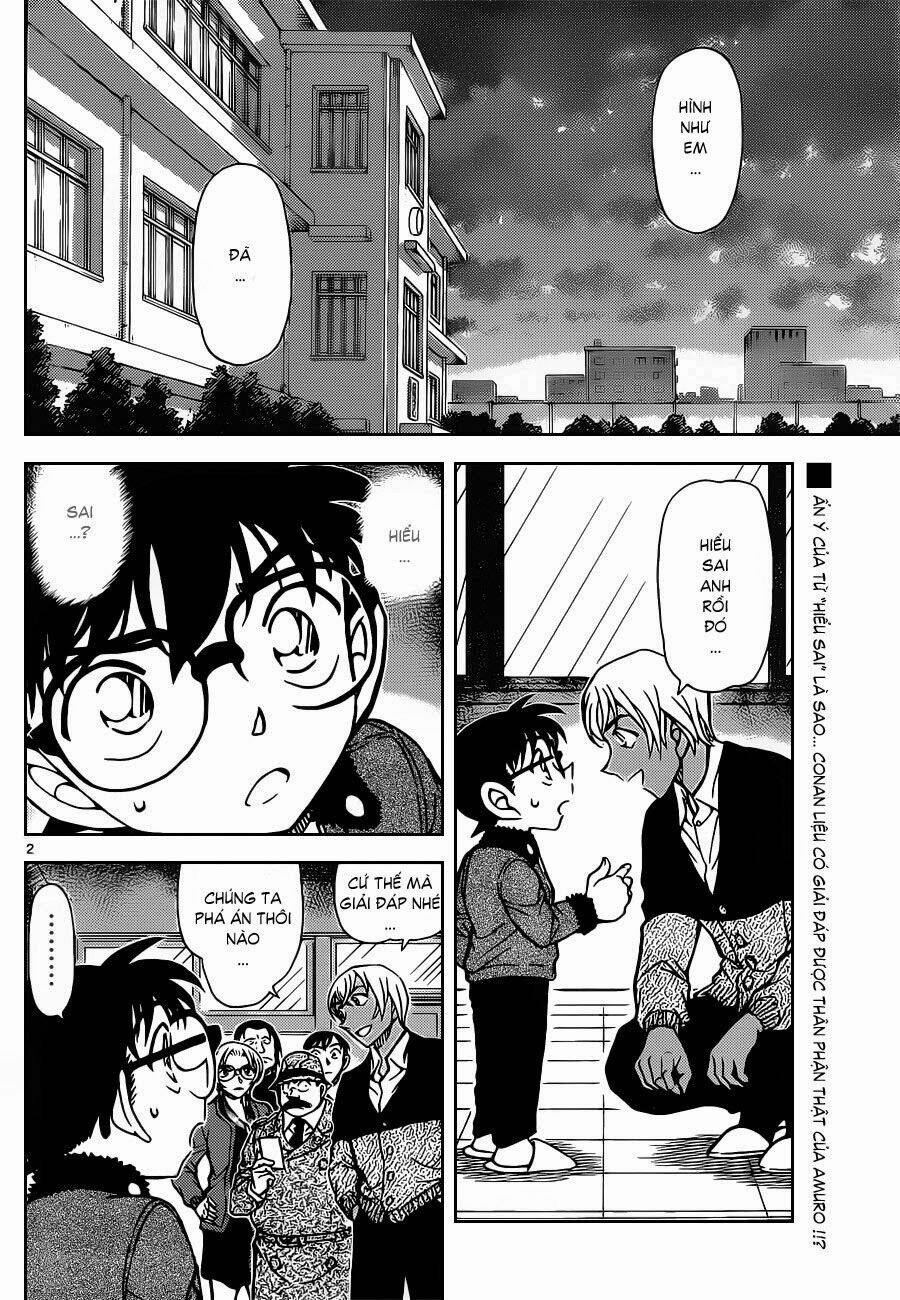 HÌNH
NHƯ
EM
...
ĐÃ
...
HIỂU
SAI
ANH
RỒI
ĐÓ
...
ẨN Ý CỦA TỪ "HIỂU SAI" LÀ SAO... CONAN LIỆU CÓ GIẢI ĐÁP ĐƯỢC THÂN PHẬN THẬT CỦA AMURO !!?
HIỂU
...
SAI
...?
2
CỨ THẾ MÀ
GIẢI ĐÁP NHÉ
...
CHÚNG TA
PHÁ ÁN THÔI
NÀO
...
.........